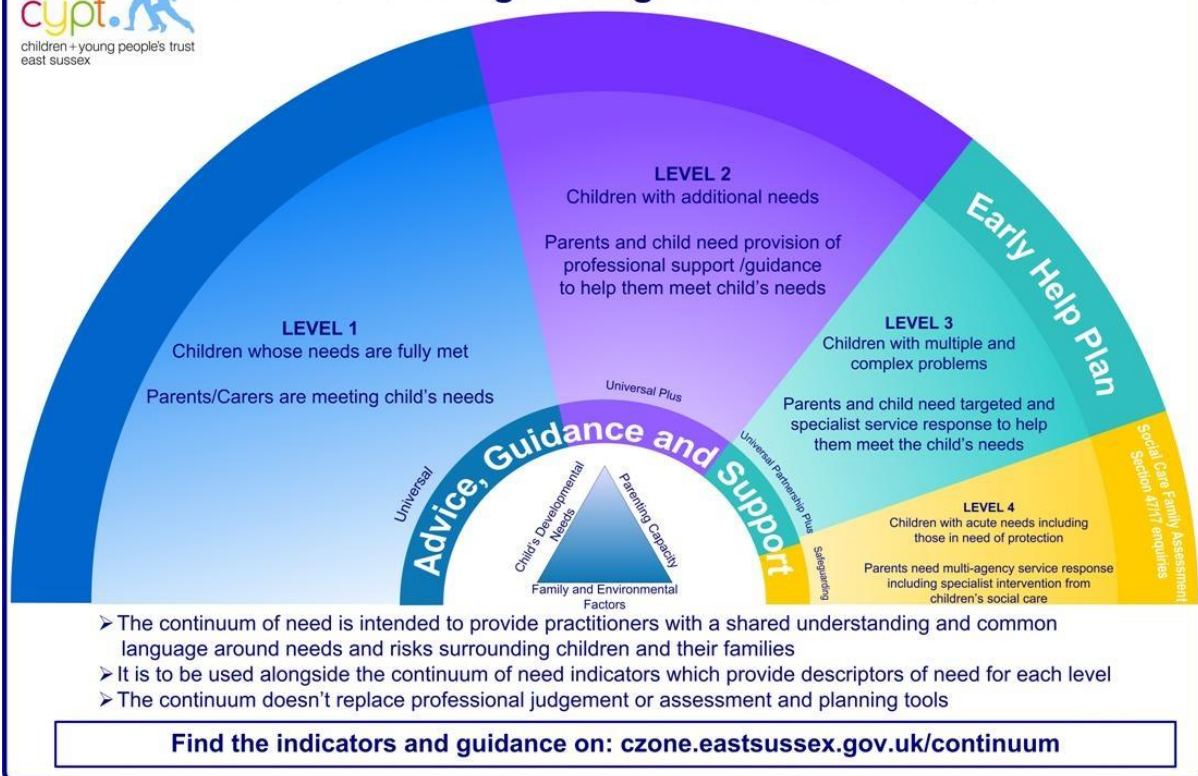 cypt.
children + young people's trust
east sussex
LEVEL 1
Children whose needs are fully met
Parents/Carers are meeting child's needs
LEVEL 2
Children with additional needs
Parents and child need provision of
professional support /guidance
to help them meet child's needs
LEVEL 3
Children with multiple and
complex problems
Parents and child need targeted and
specialist service response to help
them meet the child's needs
Early Help Plan
LEVEL 4
Children with acute needs including
those in need of protection
Parents need multi-agency service response
including specialist intervention from
children's social care
Social Care Family Assessment
Section 47/17 enquiries
Universal
Universal Plus
Universal Partnership Plus
Safeguarding
Advice, Guidance and Support
Child's Developmental
Needs
Parenting Capacity
Family and Environmental
Factors
➢ The continuum of need is intended to provide practitioners with a shared understanding and common
language around needs and risks surrounding children and their families
➢ It is to be used alongside the continuum of need indicators which provide descriptors of need for each level
➢ The continuum doesn't replace professional judgement or assessment and planning tools
Find the indicators and guidance on: czone.eastsussex.gov.uk/continuum